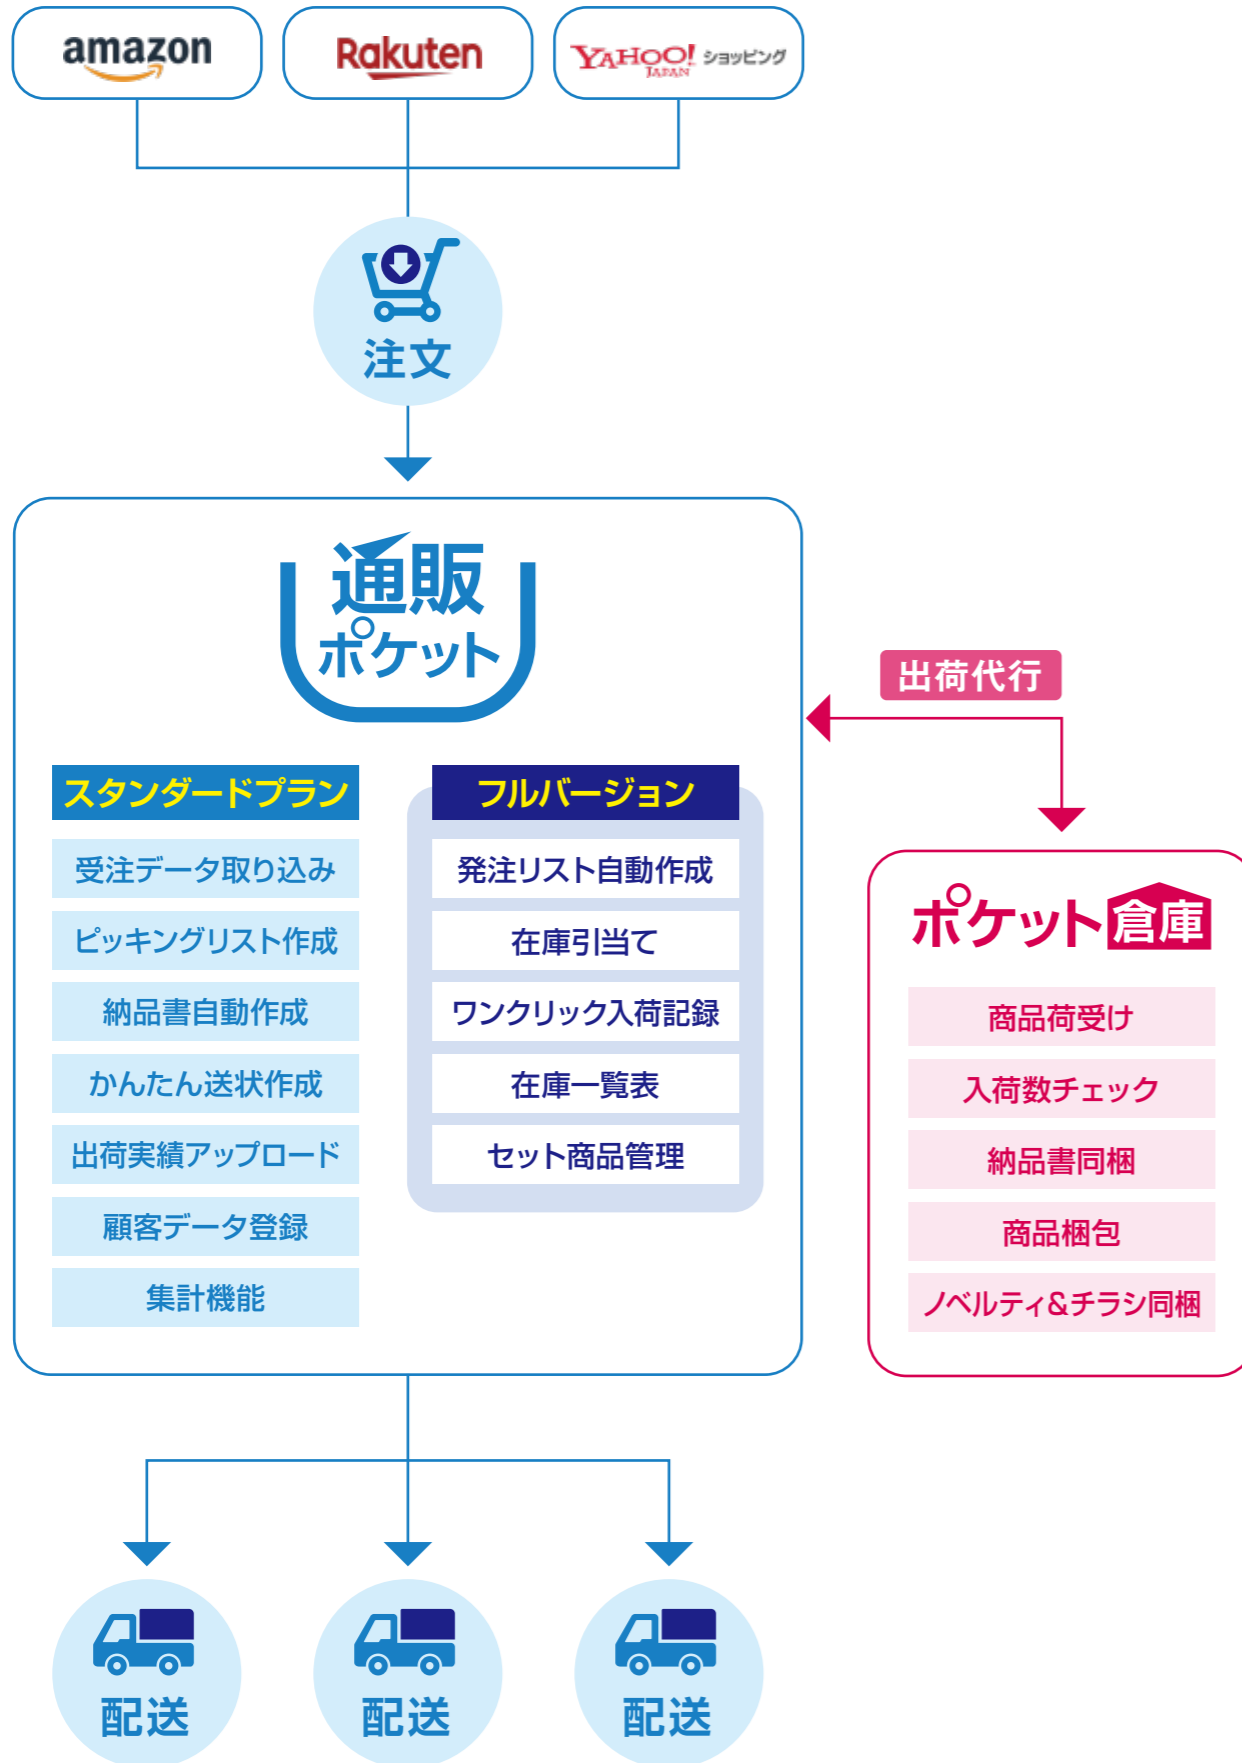 amazon
Rakuten
YAHOO! ショッピング
JAPAN
注文
通販
ポケット
出荷代行
スタンダードプラン
受注データ取り込み
ピッキングリスト作成
納品書自動作成
かんたん送状作成
出荷実績アップロード
顧客データ登録
集計機能
フルバージョン
発注リスト自動作成
在庫引当て
ワンクリック入荷記録
在庫一覧表
セット商品管理
ポケット倉庫
商品荷受け
入荷数チェック
納品書同梱
商品梱包
ノベルティ&チラシ同梱
配送
配送
配送